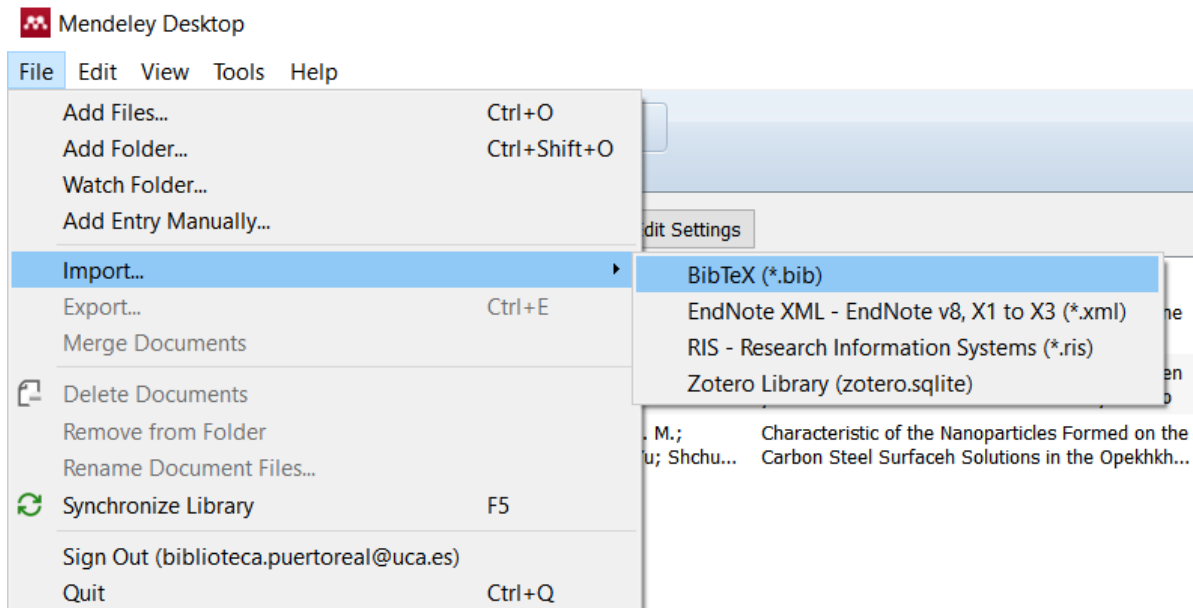 Mendeley Desktop
File Edit View Tools Help
Add Files... Ctrl+O
Add Folder... Ctrl+Shift+O
Watch Folder...
Add Entry Manually...
dit Settings
Import...
BibTeX (*.bib)
Export... Ctrl+E
EndNote XML - EndNote v8, X1 to X3 (*.xml)
Merge Documents
RIS - Research Information Systems (*.ris)
Zotero Library (zotero.sqlite)
Delete Documents
Remove from Folder
. M.; Characteristic of the Nanoparticles Formed on the
Rename Document Files...
u; Shchu... Carbon Steel Surfaceh Solutions in the Opekhkh...
Synchronize Library F5
Sign Out (biblioteca.puertoreal@uca.es)
Quit Ctrl+Q